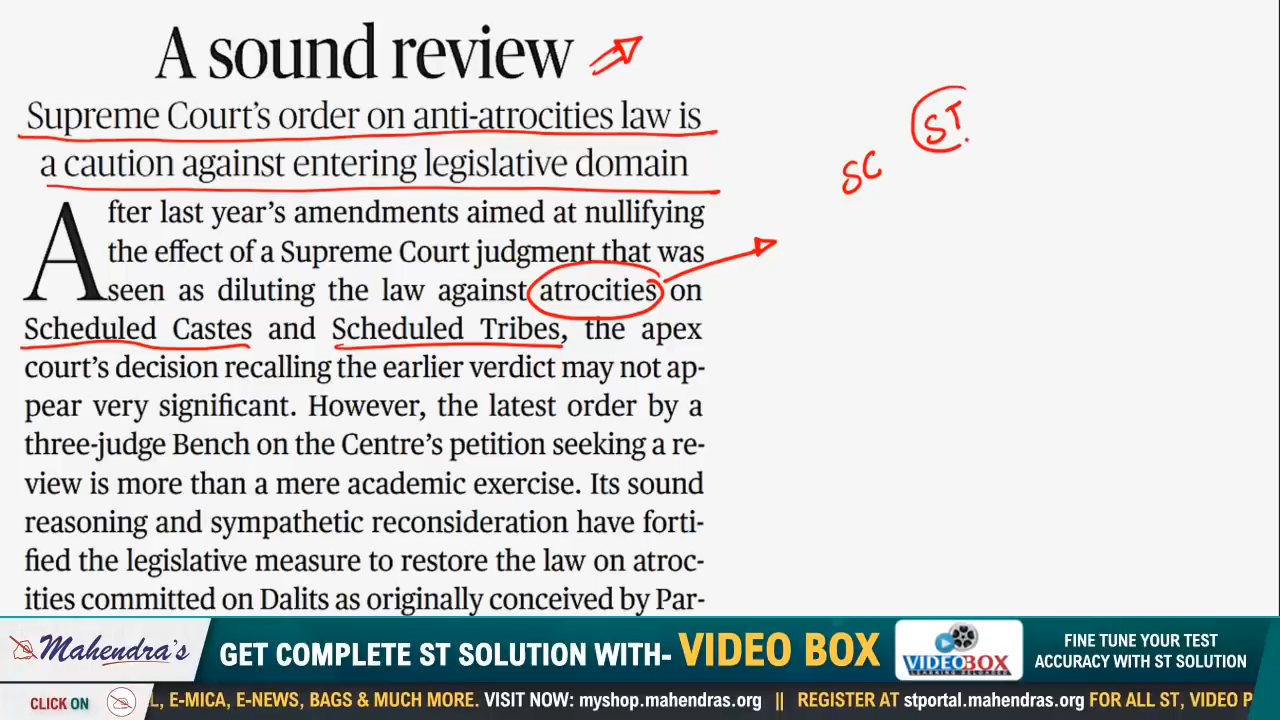 A sound review
Supreme Court's order on anti-atrocities law is
a caution against entering legislative domain
After last year's amendments aimed at nullifying
the effect of a Supreme Court judgment that was
seen as diluting the law against atrocities on
Scheduled Castes and Scheduled Tribes, the apex
court's decision recalling the earlier verdict may not ap-
pear very significant. However, the latest order by a
three-judge Bench on the Centre's petition seeking a re-
view is more than a mere academic exercise. Its sound
reasoning and sympathetic reconsideration have forti-
fied the legislative measure to restore the law on atroc-
ities committed on Dalits as originally conceived by Par-
ST
SC
Mahendra's
GET COMPLETE ST SOLUTION WITH- VIDEO BOX
VIDEOBOX
LEARNING RELOADED
FINE TUNE YOUR TEST
ACCURACY WITH ST SOLUTION
CLICK ON
L, E-MICA, E-NEWS, BAGS & MUCH MORE. VISIT NOW: myshop.mahendras.org || REGISTER AT stportal.mahendras.org FOR ALL ST, VIDEO P